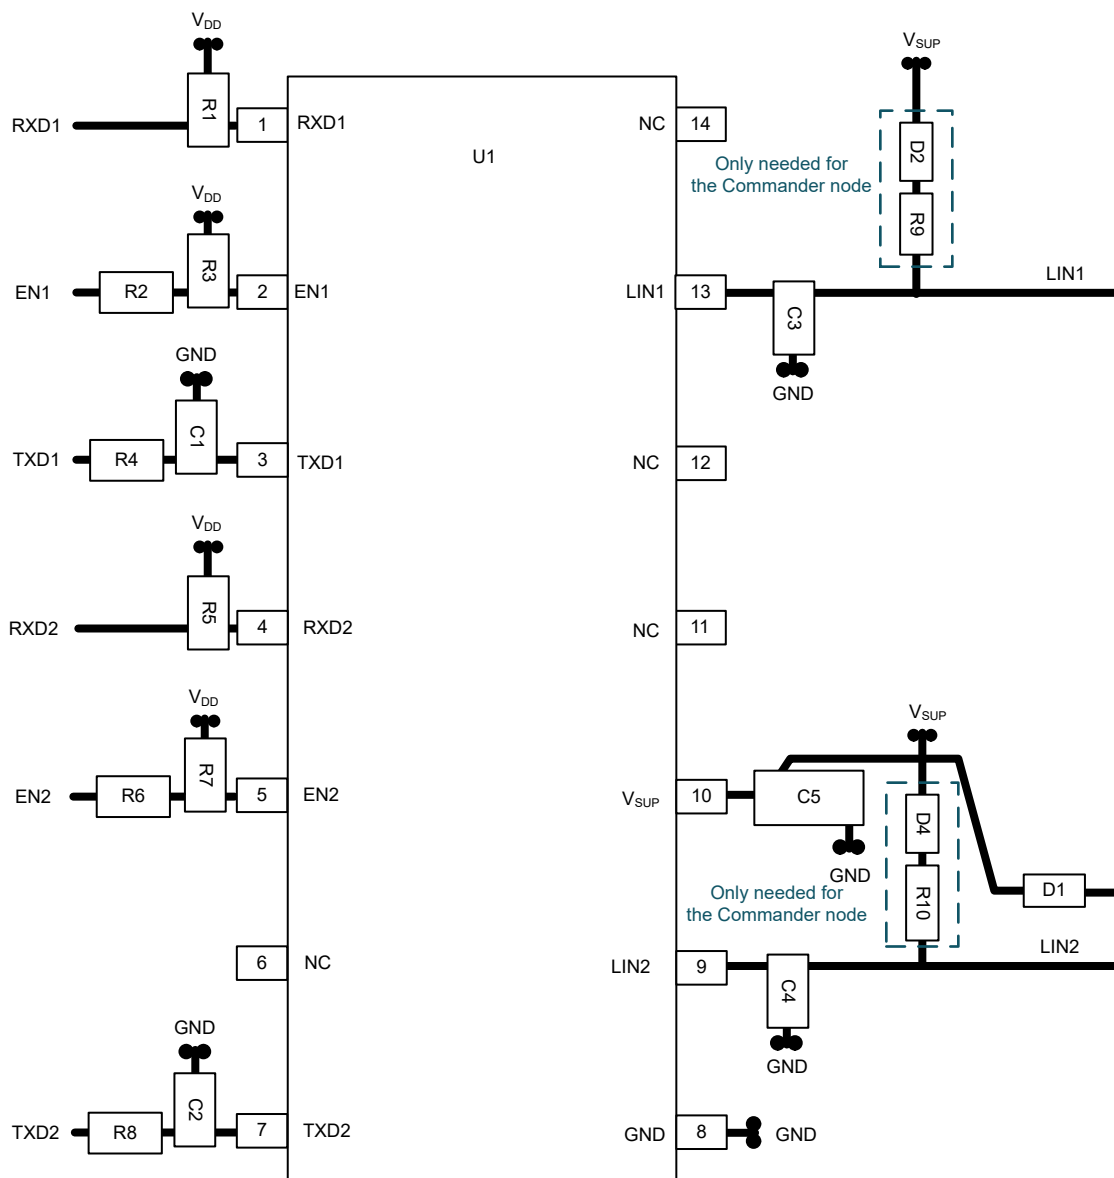 VDD
VSUP
R1
RXD1
1
RXD1
NC
14
U1
D2
Only needed for
the Commander node
VDD
R9
R3
LIN1
EN1
R2
2
EN1
LIN1
13
C3
GND
GND
C1
TXD1
R4
3
TXD1
NC
12
VDD
R5
RXD2
4
RXD2
NC
11
VDD
VSUP
R7
EN2
R6
5
EN2
VSUP
10
C5
D4
GND
D1
Only needed for
the Commander node
R10
LIN2
6
NC
LIN2
9
C4
GND
GND
C2
TXD2
R8
7
TXD2
GND
8
GND